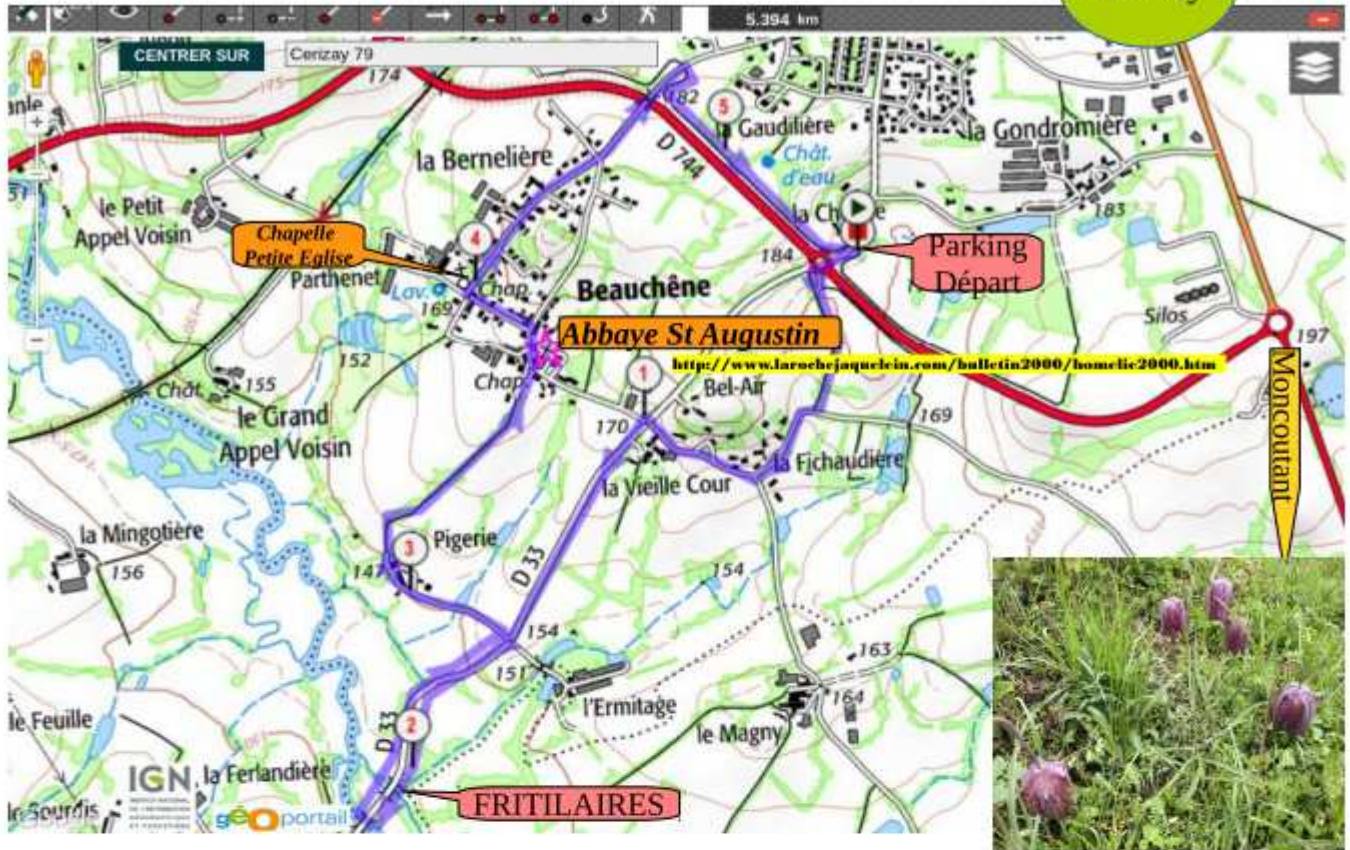 5.394 km
CENTRER SUR
Cerizay 79
174
182
5
la Gaudilière
la Gondromière
la Bernelière
D 744
Chât.
d'eau
51
le Petit
Appel Voisin
183
Chapelle
Petite Eglise
4
184
Parking
Départ
Parthenet
Lav.
169
Chap.
Beauchêne
Silos
197
Abbaye St Augustin
http://www.larochejaquelein.com/bulletin2000/homelie2000.htm
152
Chap.
1
Bel-Air
Moncoutant
Chât.
155
le Grand
Appel Voisin
170
169
la Fichaudière
la Vieille Cour
la Mingotière
156
3
Pigerie
147
D 33
154
154
151
163
l'Ermitage
164
le Magny
le Feuille
2
D 33
IGN
la Ferlandière
géoportail
FRITILAIRES